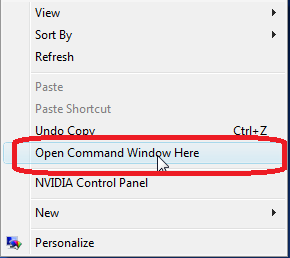 View
Sort By
Refresh
Paste
Paste Shortcut
Undo Copy Ctrl+Z
Open Command Window Here
NVIDIA Control Panel
New
Personalize